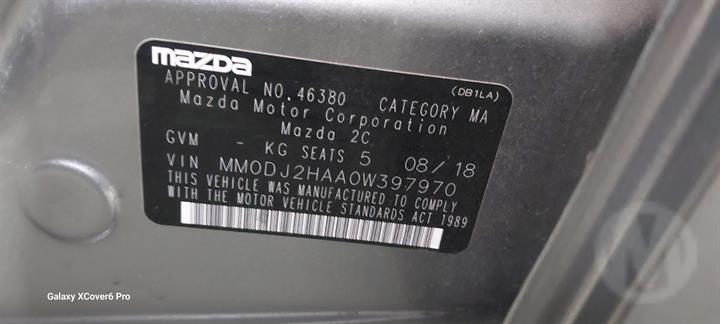 mazda
(DB1LA)
APPROVAL NO.46380 CATEGORY MA
Mazda Motor Corporation
Mazda 2C
GVM - KG SEATS 5 08/18
VIN MM0DJ2HAA0W397970
THIS VEHICLE WAS MANUFACTURED TO COMPLY
WITH THE MOTOR VEHICLE STANDARDS ACT 1989
Galaxy XCover6 Pro
M